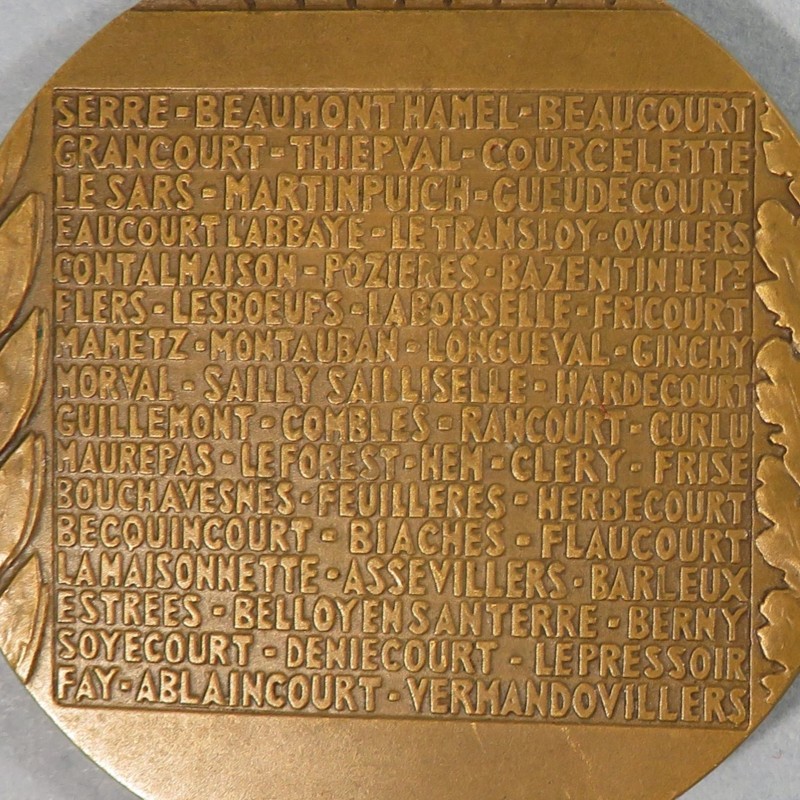 SERRE - BEAUMONT HAMEL - BEAUCOURT
GRANCOURT - THIEPVAL - COURCELETTE
LE SARS - MARTINPUICH - GUEUDECOURT
EAUCOURT L'ABBAYE - LE TRANSLOY - OVILLERS
CONTALMAISON - POZIERES - BAZENTIN LE PT
FLERS - LESBOEUFS - LABOISSELLE - FRICOURT
MAMETZ - MONTAUBAN - LONGUEVAL - GINCHY
MORVAL - SAILLY SAILLISELLE - HARDECOURT
GUILLEMONT - COMBLES - RANCOURT - CURLU
MAUREPAS - LE FOREST - HEM - CLERY - FRISE
BOUCHAVESNES - FEUILLERES - HERBECOURT
BECQUINCOURT - BIACHES - FLAUCOURT
LA MAISONNETTE - ASSEVILLERS - BARLEUX
ESTREES - BELLOY EN SANTERRE - BERNY
SOYECOURT - DENIECOURT - LE PRESSOIR
FAY - ABLAINCOURT - VERMANDOVILLERS